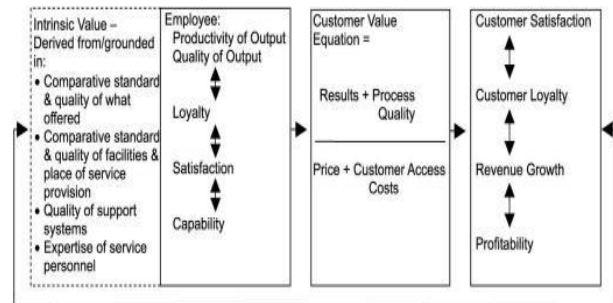 Intrinsic Value –
Derived from/grounded
in:
• Comparative standard
& quality of what
offered
• Comparative standard
& quality of facilities &
place of service
provision
• Quality of support
systems
• Expertise of service
personnel
Employee:
Productivity of Output
Quality of Output
Loyalty
Satisfaction
Capability
Customer Value
Equation =
Results + Process
Quality
Price + Customer Access
Costs
Customer Satisfaction
Customer Loyalty
Revenue Growth
Profitability